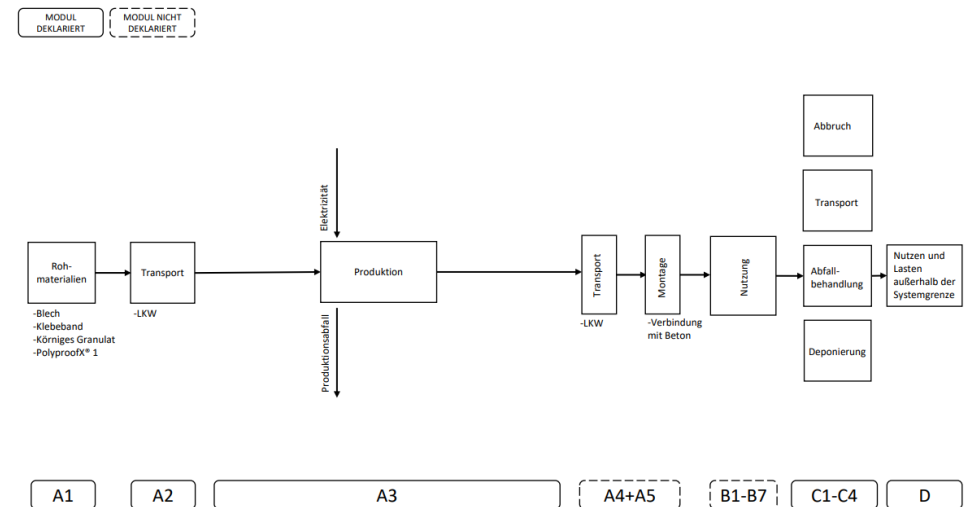 MODUL
DEKLARIERT
MODUL NICHT
DEKLARIERT
Abbruch
Transport
Elektrizität
Roh-
materialien
Transport
Produktion
Transport
Montage
Nutzung
Abfall-
behandlung
Nutzen und
Lasten
außerhalb der
Systemgrenze
-Blech
-Klebeband
-Körniges Granulat
-PolyproofX® 1
-LKW
Produktionsabfall
-LKW
-Verbindung
mit Beton
Deponierung
A1
A2
A3
A4+A5
B1-B7
C1-C4
D